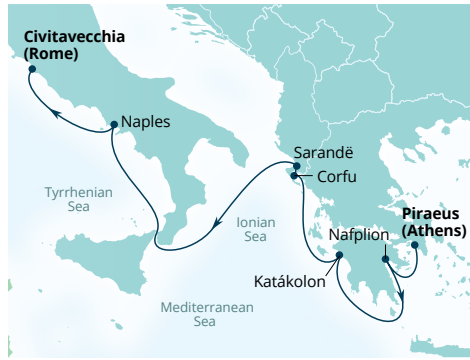 Civitavecchia
(Rome)
Naples
Sarandë
Corfu
Tyrrhenian
Sea
Ionian
Sea
Piraeus
(Athens)
Nafplion
Katákolon
Mediterranean
Sea